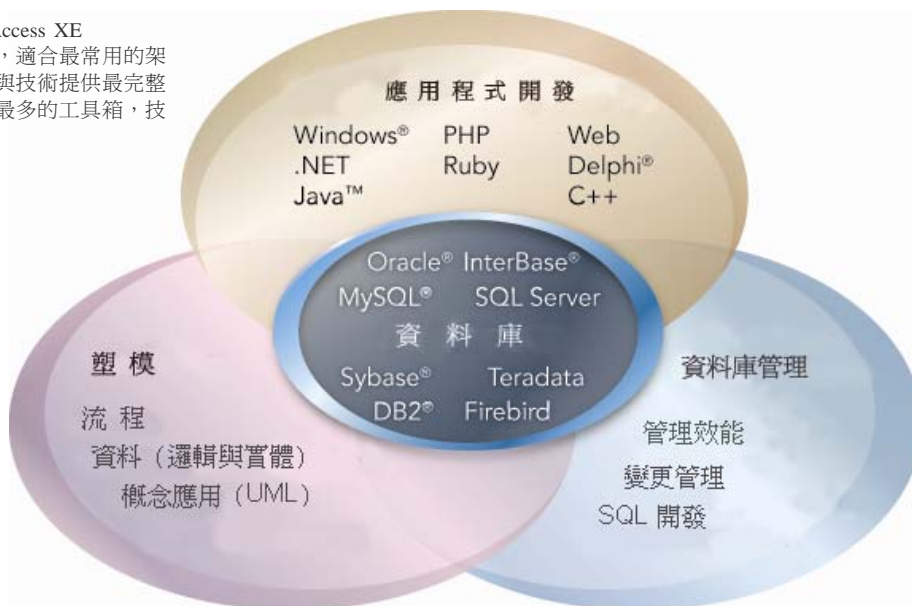 Access XE
，適合最常用的架
與技術提供最完整
最多的工具箱，技
應用程式開發
Windows® PHP Web
.NET Ruby Delphi®
Java™ C++
Oracle® InterBase®
MySQL® SQL Server
資料庫
Sybase® Teradata
DB2® Firebird
塑模
流程
資料（邏輯與實體）
概念應用（UML）
資料庫管理
管理效能
變更管理
SQL 開發